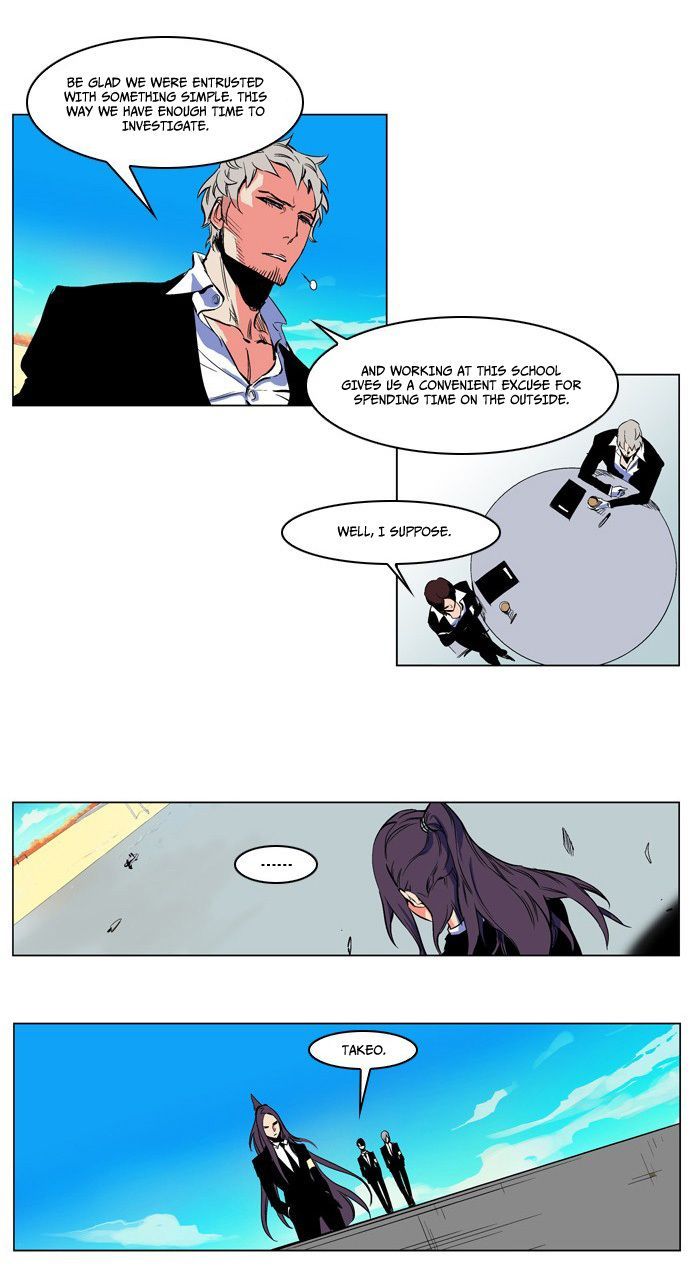 BE GLAD WE WERE ENTRUSTED
WITH SOMETHING SIMPLE. THIS
WAY WE HAVE ENOUGH TIME TO
INVESTIGATE.
AND WORKING AT THIS SCHOOL
GIVES US A CONVENIENT EXCUSE FOR
SPENDING TIME ON THE OUTSIDE.
WELL, I SUPPOSE.
......
TAKEO.